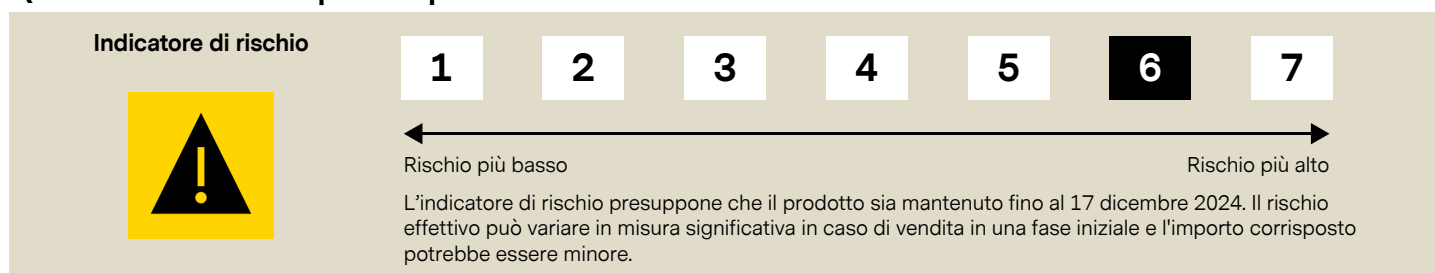 Indicatore di rischio
1 2 3 4 5 6 7
Rischio più basso
Rischio più alto
L'indicatore di rischio presuppone che il prodotto sia mantenuto fino al 17 dicembre 2024. Il rischio
effettivo può variare in misura significativa in caso di vendita in una fase iniziale e l'importo corrisposto
potrebbe essere minore.